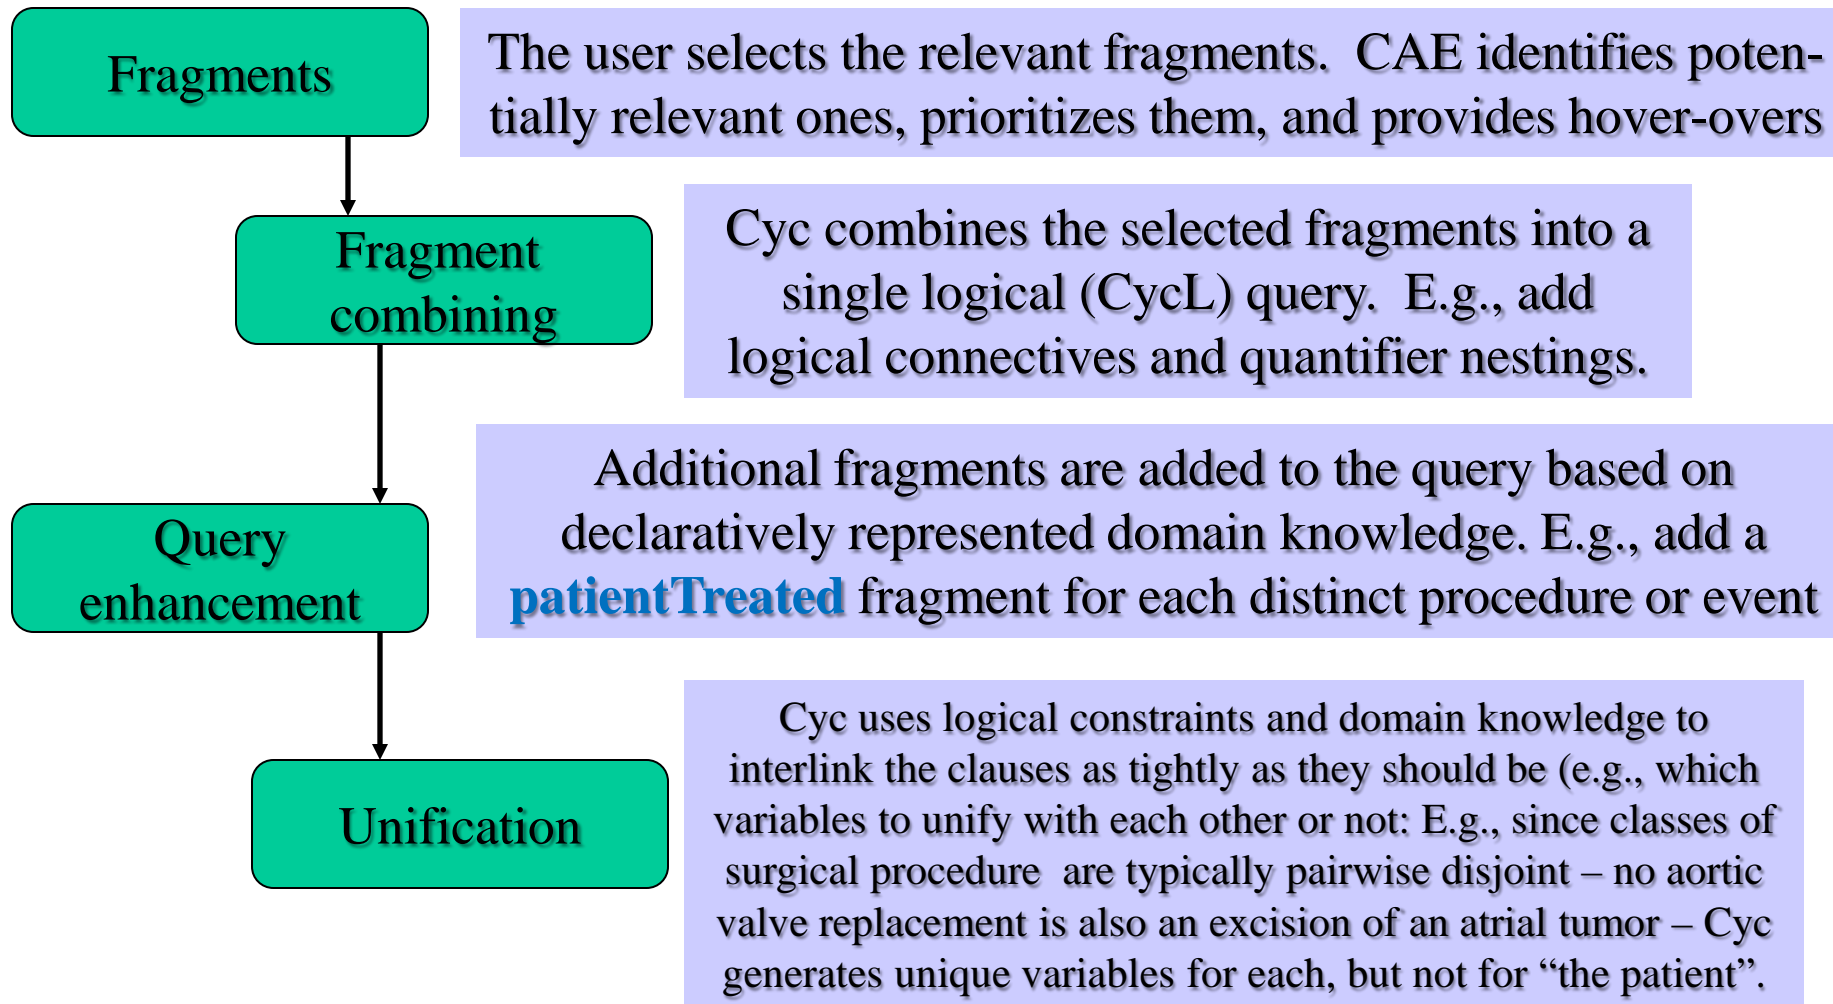 Fragments
The user selects the relevant fragments.  CAE identifies poten-
tially relevant ones, prioritizes them, and provides hover-overs
Fragment
combining
Cyc combines the selected fragments into a
single logical (CycL) query.  E.g., add
logical connectives and quantifier nestings.
Query
enhancement
Additional fragments are added to the query based on
declaratively represented domain knowledge. E.g., add a
patientTreated fragment for each distinct procedure or event
Unification
Cyc uses logical constraints and domain knowledge to
interlink the clauses as tightly as they should be (e.g., which
variables to unify with each other or not: E.g., since classes of
surgical procedure  are typically pairwise disjoint – no aortic
valve replacement is also an excision of an atrial tumor – Cyc
generates unique variables for each, but not for “the patient”.